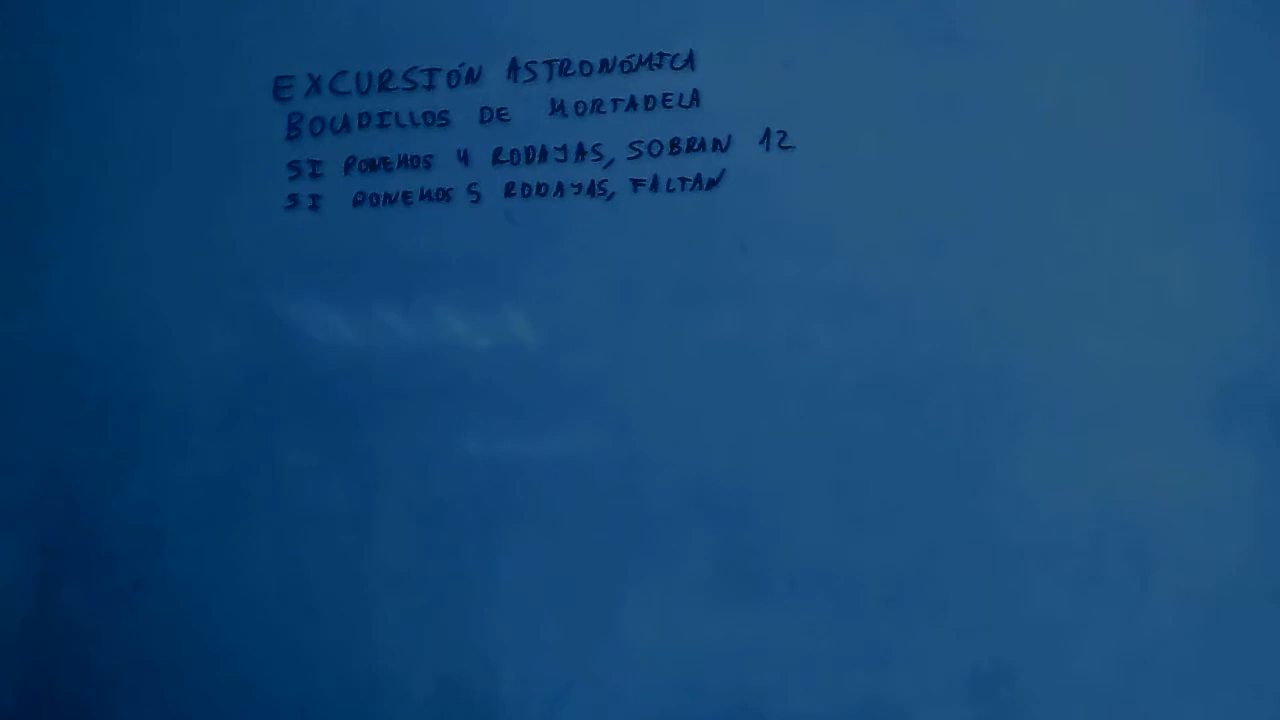 EXCURSIÓN ASTRONÓMICA
BOCADILLOS DE MORTADELA
SI PONEMOS 4 RODAJAS, SOBRAN 12
SI PONEMOS 5 RODAJAS, FALTAN